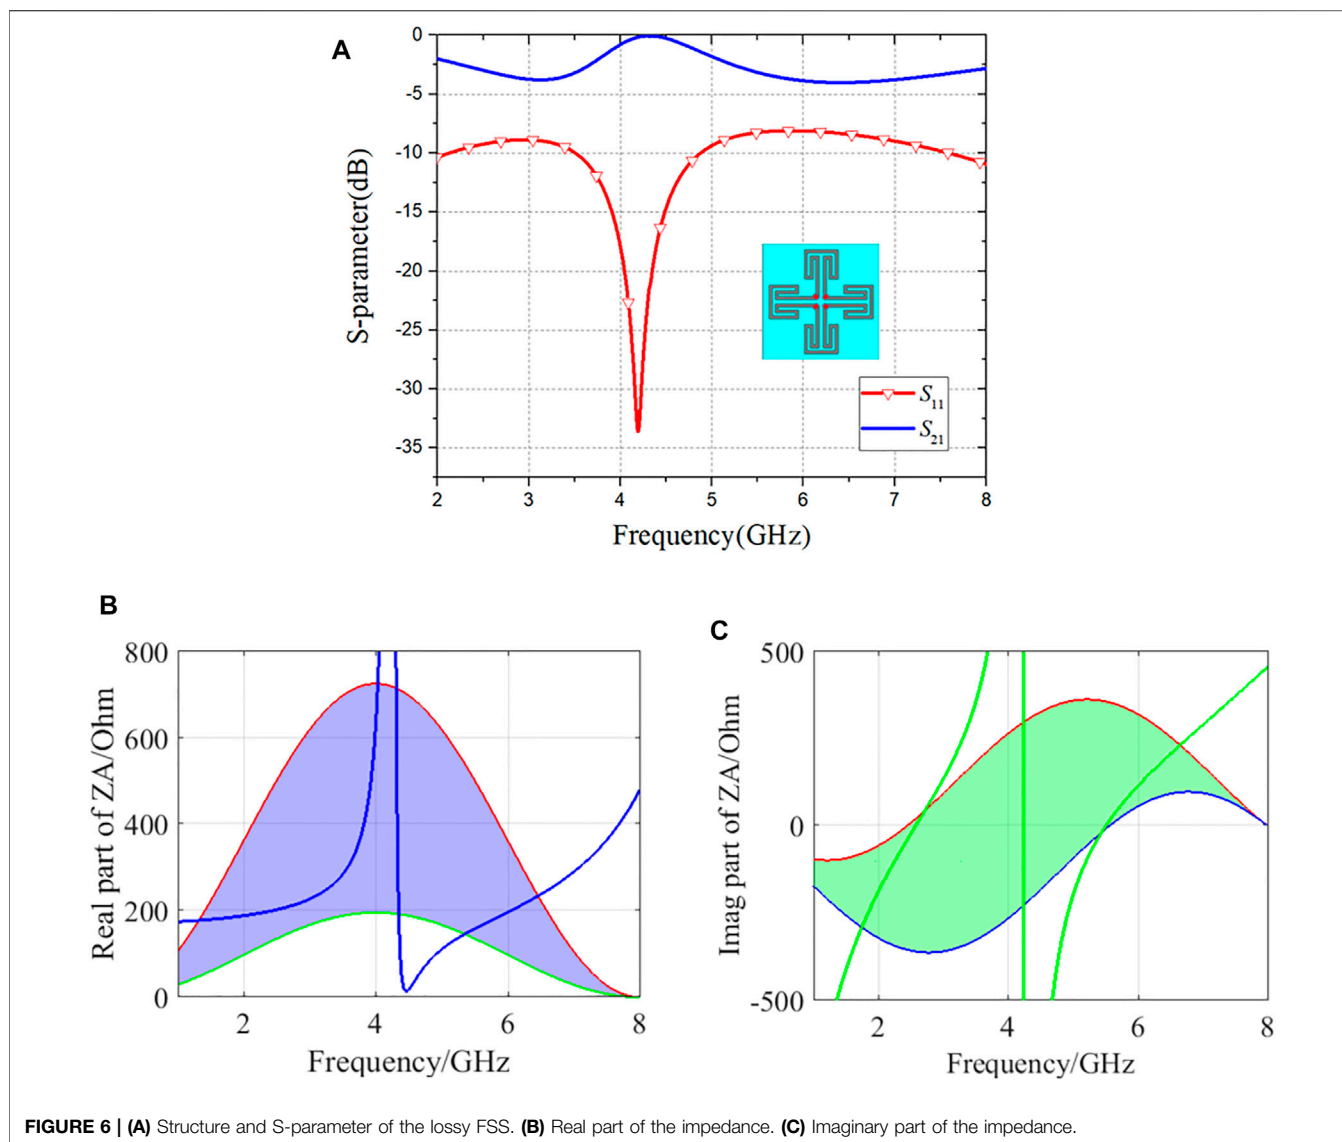 A
0
-5
-10
-15
-20
-25
-30
-35
S-parameter(dB)
S11
S21
2 3 4 5 6 7 8
Frequency(GHz)
B
800
600
400
200
0
Real part of ZA/Ohm
2 4 6 8
Frequency/GHz
C
500
0
-500
Imag part of ZA/Ohm
2 4 6 8
Frequency/GHz
FIGURE 6 | (A) Structure and S-parameter of the lossy FSS. (B) Real part of the impedance. (C) Imaginary part of the impedance.